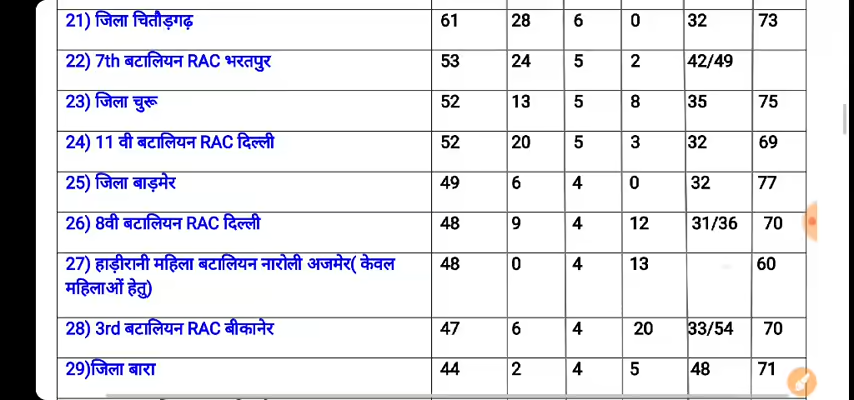 21) जिला चितौड़गढ़ 61 28 6 0 32 73
22) 7th बटालियन RAC भरतपुर 53 24 5 2 42/49
23) जिला चुरू 52 13 5 8 35 75
24) 11 वी बटालियन RAC दिल्ली 52 20 5 3 32 69
25) जिला बाड़मेर 49 6 4 0 32 77
26) 8वी बटालियन RAC दिल्ली 48 9 4 12 31/36 70
27) हाड़ीरानी महिला बटालियन नारोली अजमेर( केवल 48 0 4 13 60
महिलाओं हेतु)
28) 3rd बटालियन RAC बीकानेर 47 6 4 20 33/54 70
29)जिला बारा 44 2 4 5 48 71